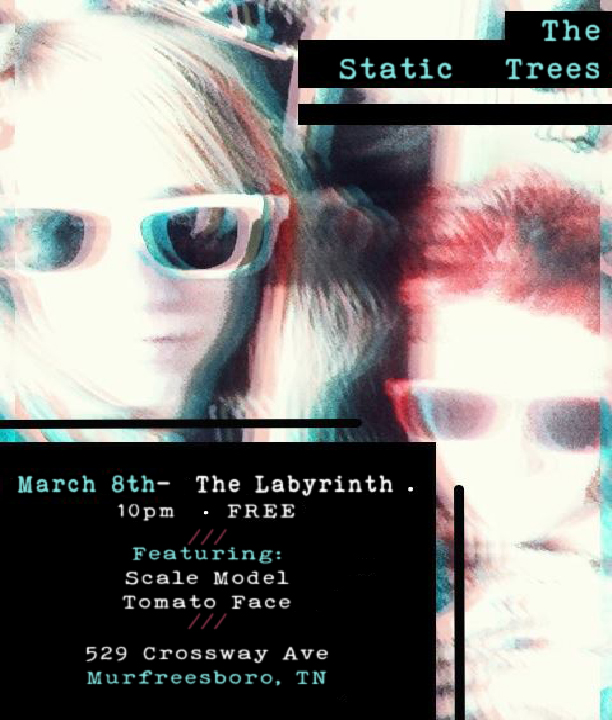 The
Static Trees
March 8th- The Labyrinth .
10pm · FREE
///
Featuring:
Scale Model
Tomato Face
///
529 Crossway Ave
Murfreesboro, TN